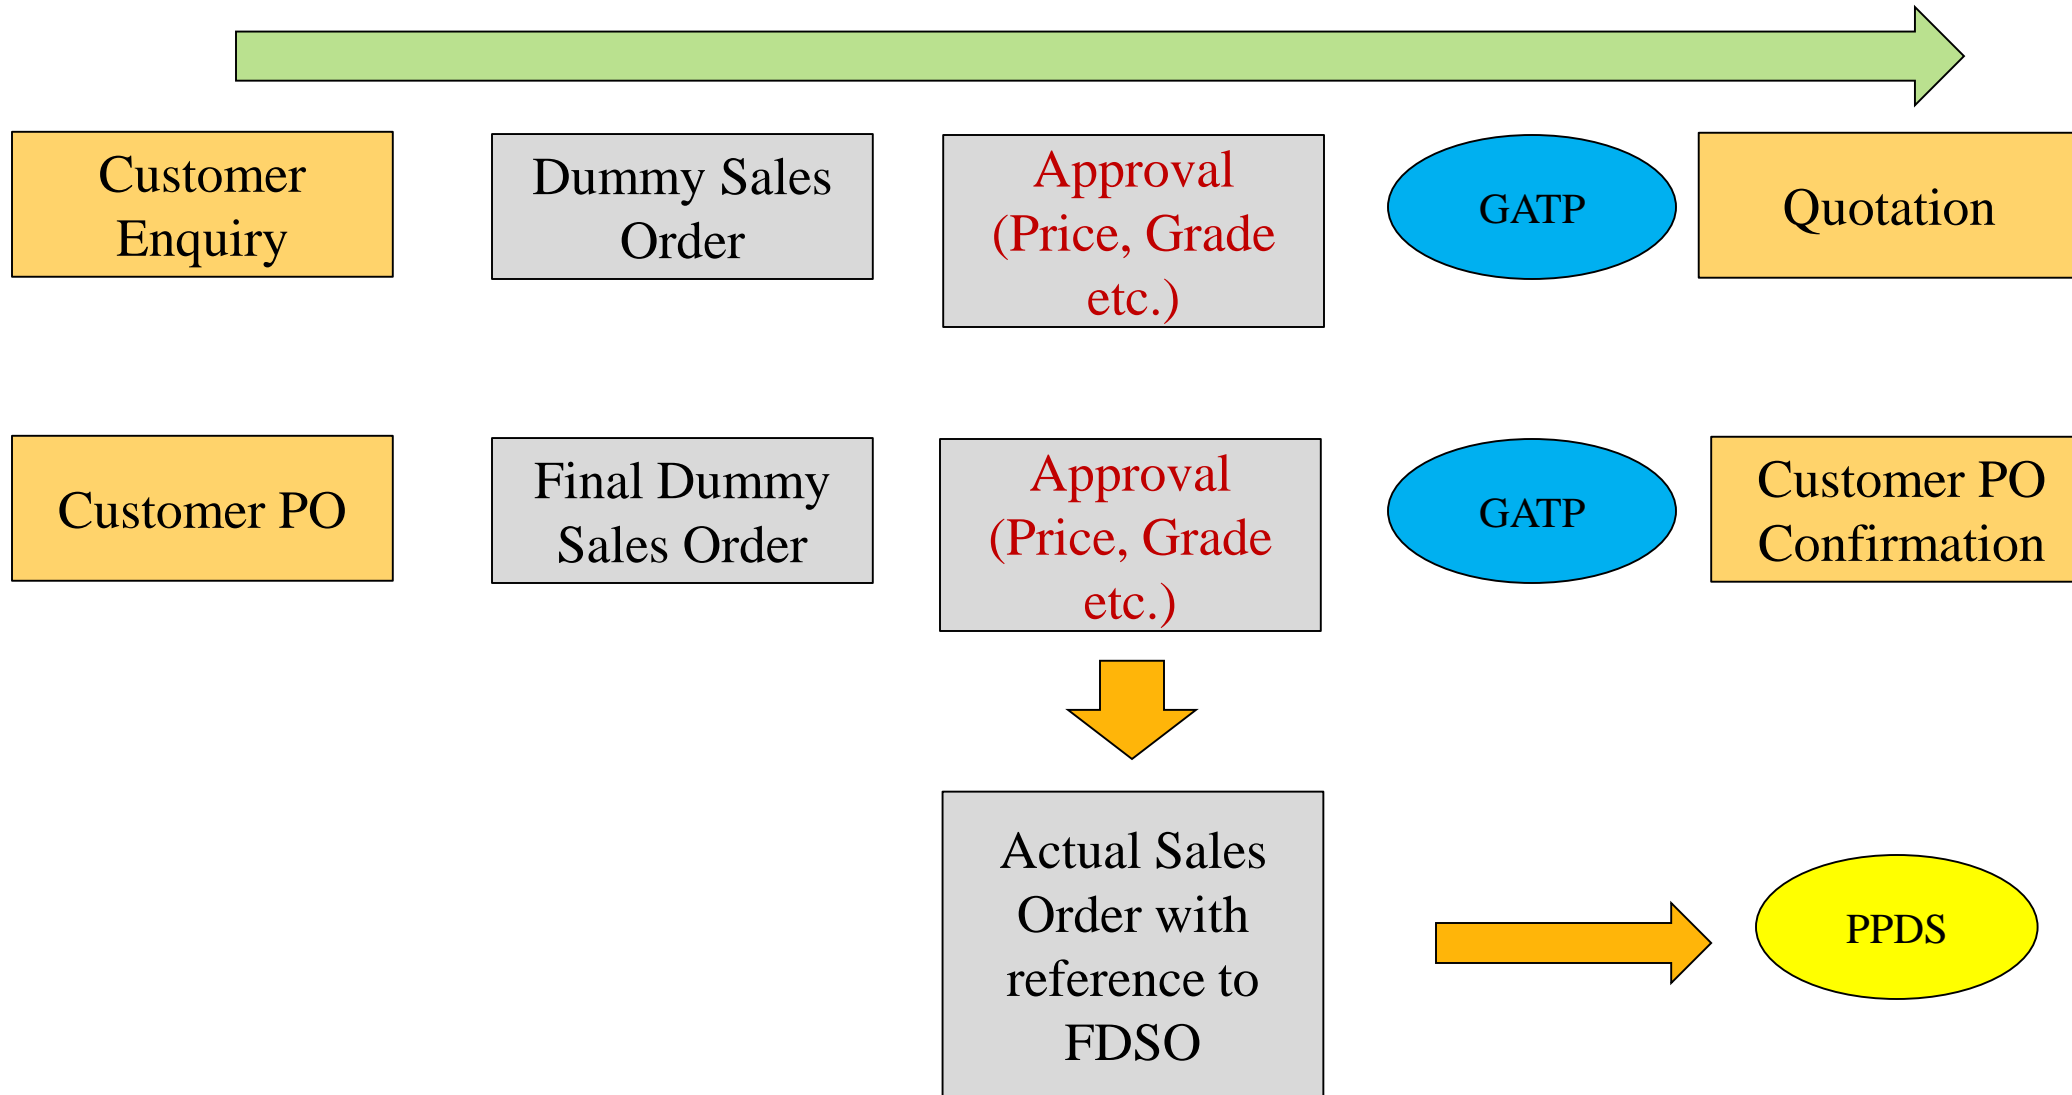 Customer
Enquiry
Dummy Sales
Order
Approval
(Price, Grade
etc.)
GATP
Quotation
Customer PO
Final Dummy
Sales Order
Approval
(Price, Grade
etc.)
GATP
Customer PO
Confirmation
Actual Sales
Order with
reference to
FDSO
PPDS